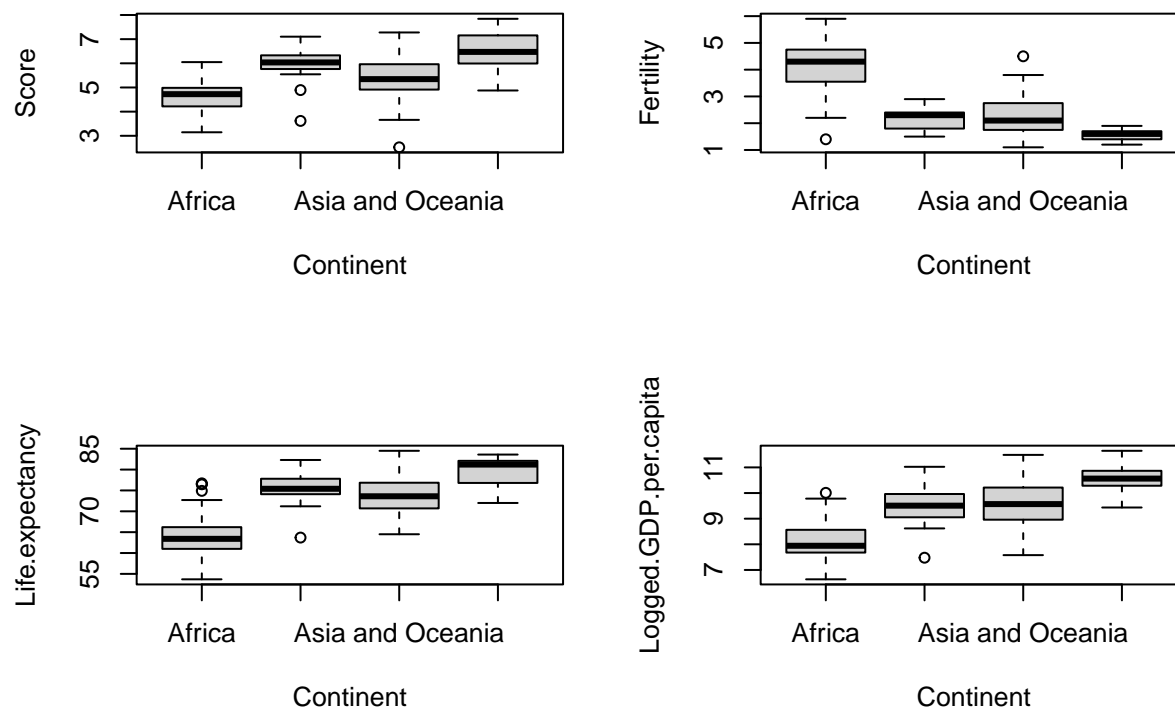 Score
7
5
3
Africa
Asia and Oceania
Continent
Fertility
5
3
1
Africa
Asia and Oceania
Continent
Life.expectancy
85
70
55
Africa
Asia and Oceania
Continent
Logged.GDP.per.capita
11
9
7
Africa
Asia and Oceania
Continent